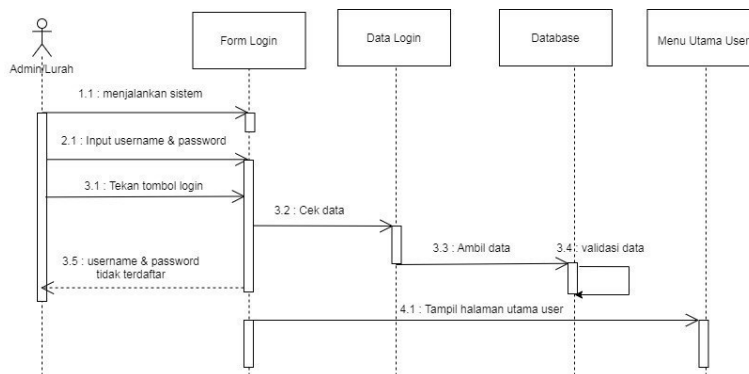 Form Login
Data Login
Database
Menu Utama User
Admin/Lurah
1.1 : menjalankan sistem
2.1 : Input username & password
3.1 : Tekan tombol login
3.2 : Cek data
3.3 : Ambil data
3.4 : validasi data
3.5 : username & password
tidak terdaftar
4.1 : Tampil halaman utama user